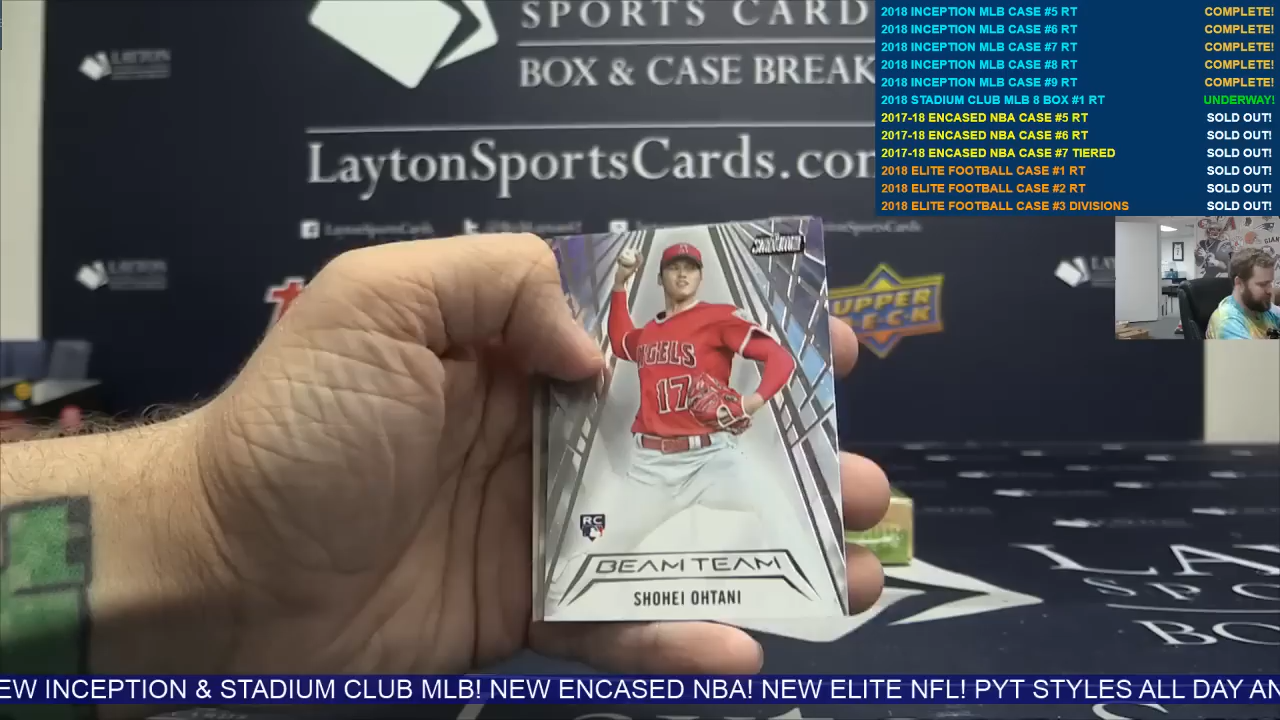 SPORTS CARD
BOX & CASE BREAK
LaytonSportsCards.com
LAYTON
LaytonSportsCards
LAYTON
UPPER
DECK
ANGELS
17
RC
BEAM TEAM
SHOHEI OHTANI
2018 INCEPTION MLB CASE #5 RT COMPLETE!
2018 INCEPTION MLB CASE #6 RT COMPLETE!
2018 INCEPTION MLB CASE #7 RT COMPLETE!
2018 INCEPTION MLB CASE #8 RT COMPLETE!
2018 INCEPTION MLB CASE #9 RT COMPLETE!
2018 STADIUM CLUB MLB 8 BOX #1 RT UNDERWAY!
2017-18 ENCASED NBA CASE #5 RT SOLD OUT!
2017-18 ENCASED NBA CASE #6 RT SOLD OUT!
2017-18 ENCASED NBA CASE #7 TIERED SOLD OUT!
2018 ELITE FOOTBALL CASE #1 RT SOLD OUT!
2018 ELITE FOOTBALL CASE #2 RT SOLD OUT!
2018 ELITE FOOTBALL CASE #3 DIVISIONS SOLD OUT!
LA
SPO
BO
EW INCEPTION & STADIUM CLUB MLB! NEW ENCASED NBA! NEW ELITE NFL! PYT STYLES ALL DAY AN